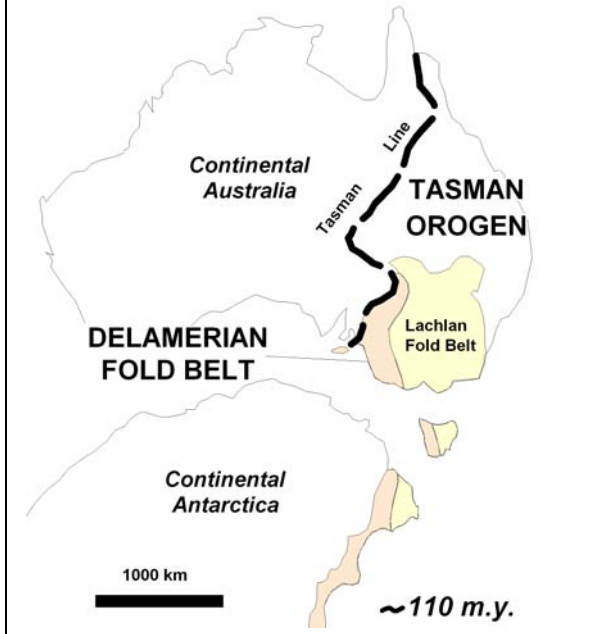 Continental
Australia
Line
Tasman
TASMAN
OROGEN
Lachlan
Fold Belt
DELAMERIAN
FOLD BELT
Continental
Antarctica
1000 km
~110 m.y.